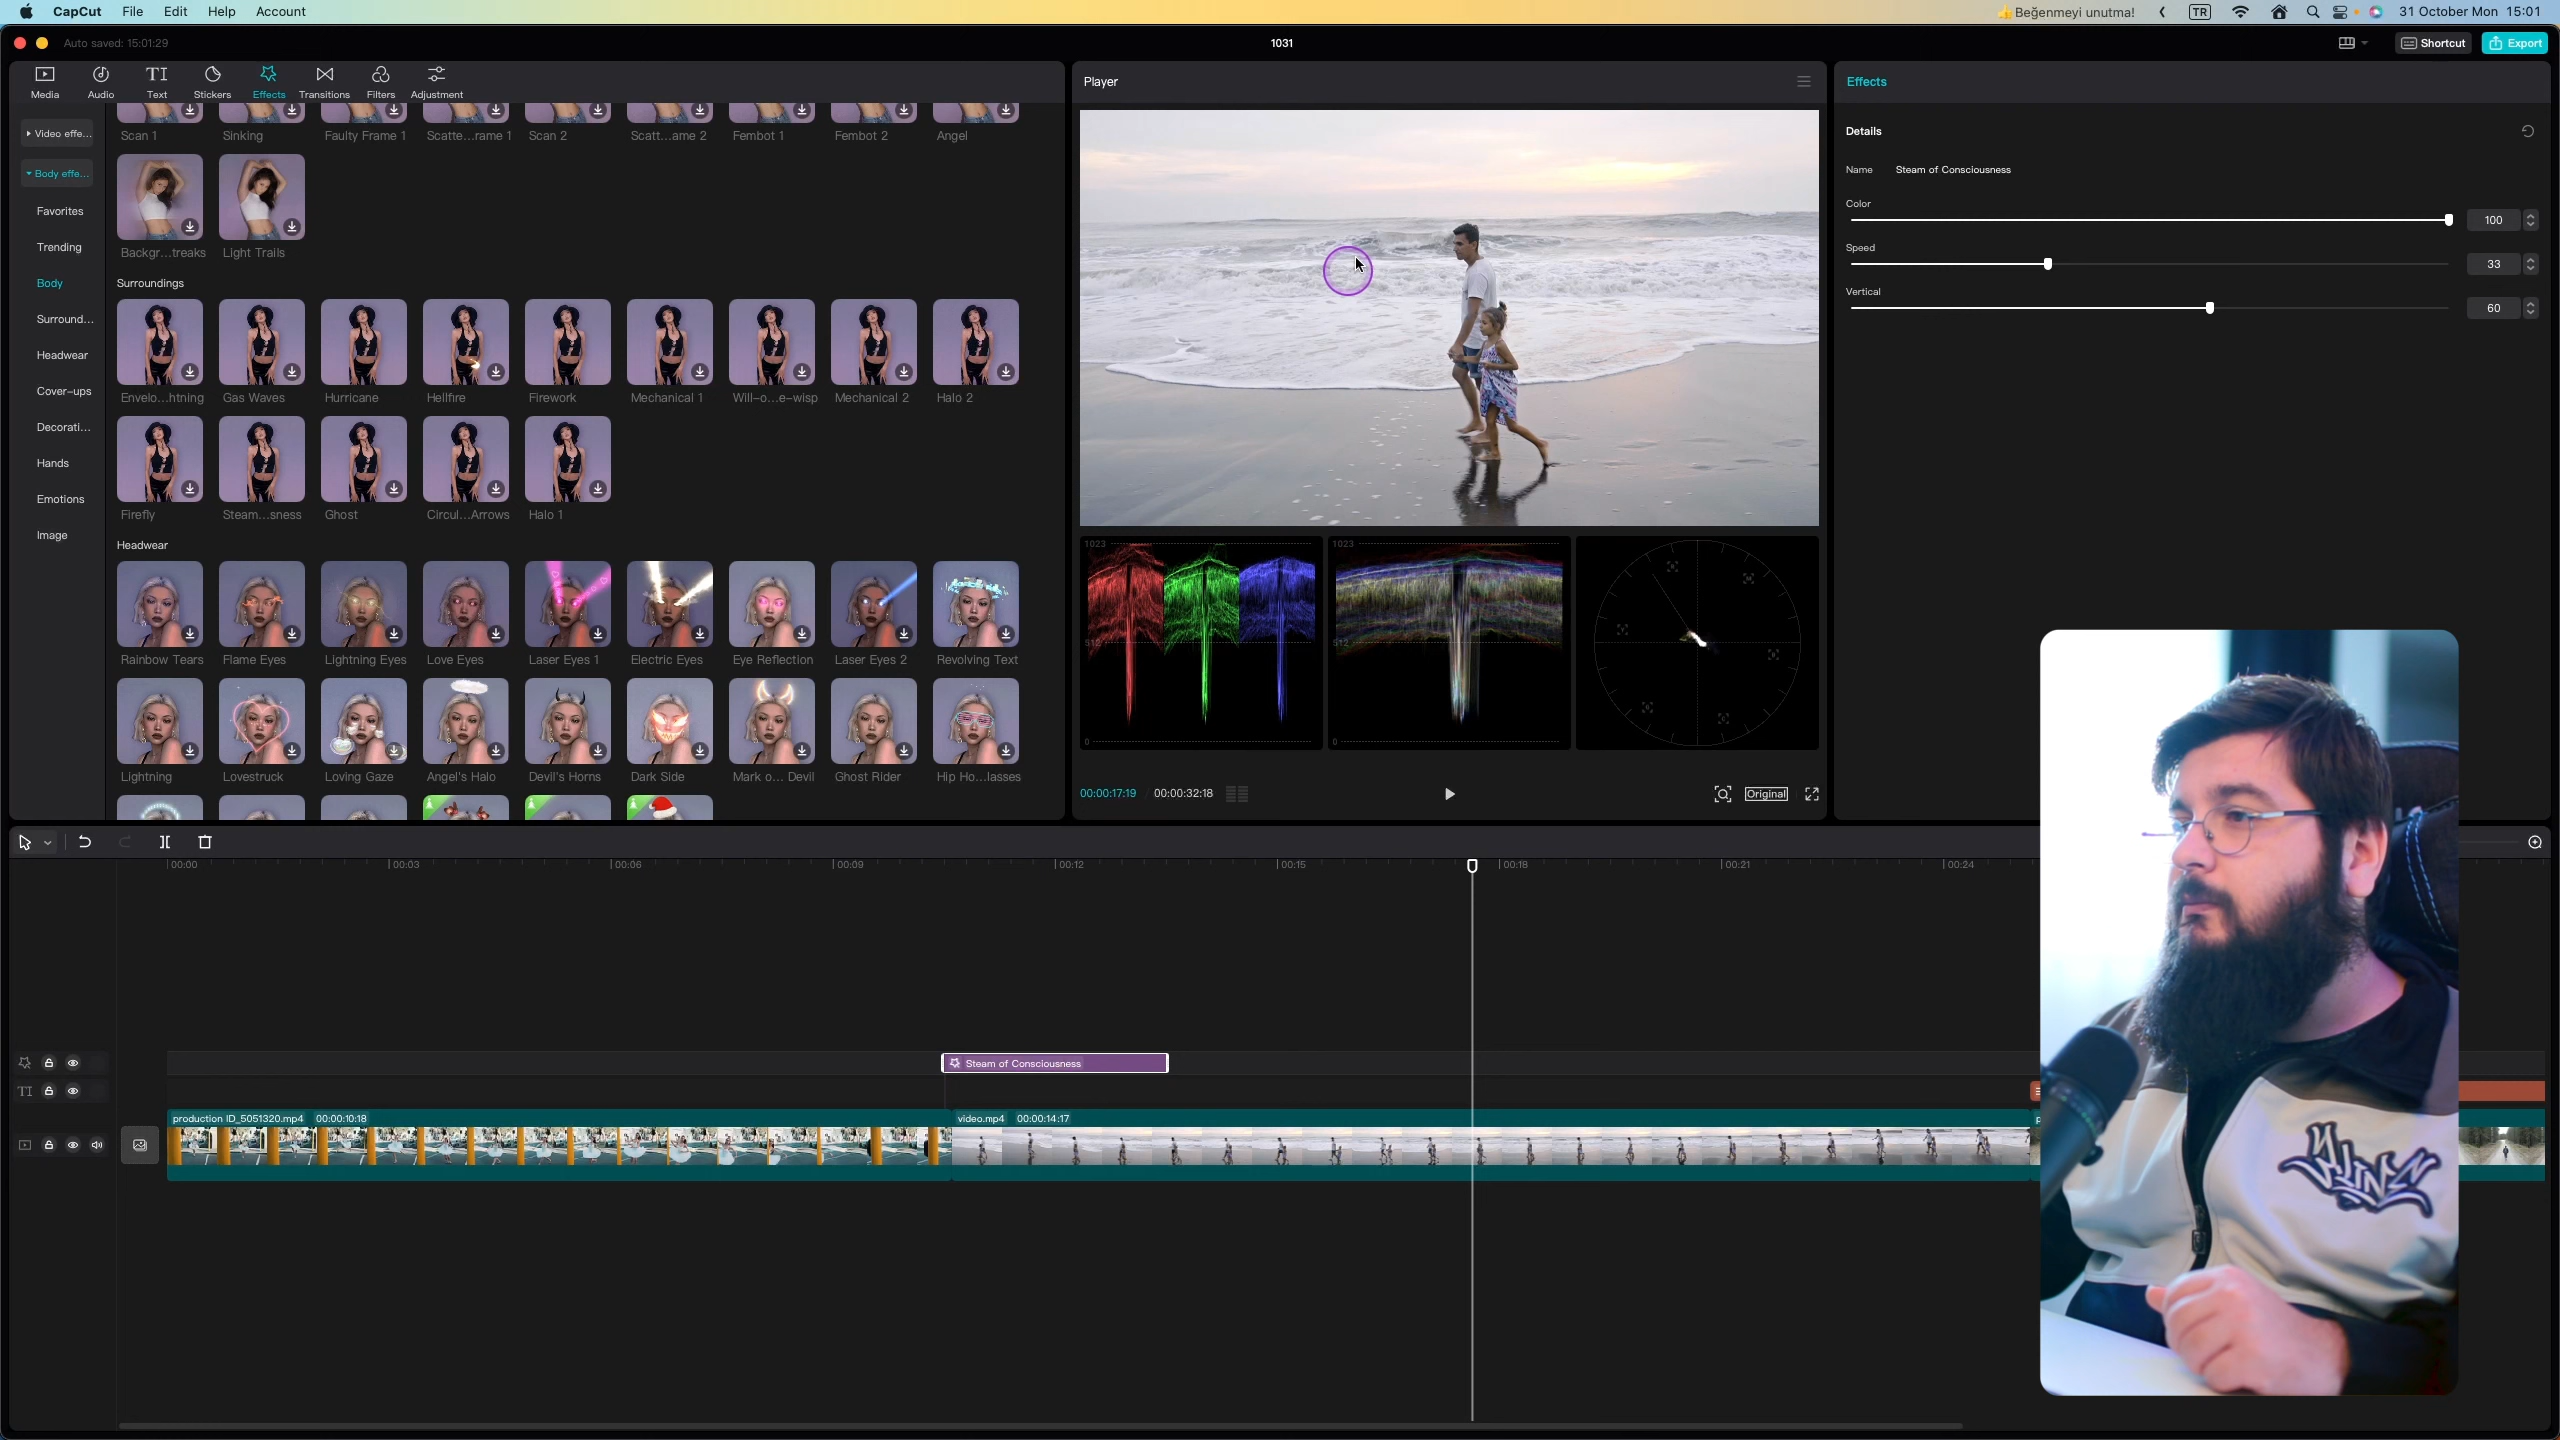 CapCut File Edit Help Account
👍Beğenmeyi unutma! TR 31 October Mon 15:01
Auto saved: 15:01:29
1031
Shortcut Export
Media Audio Text Stickers Effects Transitions Filters Adjustment
Video effe...
Body effe...
Favorites
Trending
Body
Surround...
Headwear
Cover-ups
Decorati...
Hands
Emotions
Image
Scan 1 Sinking Faulty Frame 1 Scatte...rame 1 Scan 2 Scatt...ame 2 Fembot 1 Fembot 2 Angel
Backgr...treaks Light Trails
Surroundings
Envelo...htning Gas Waves Hurricane Hellfire Firework Mechanical 1 Will-o...e-wisp Mechanical 2 Halo 2
Firefly Steam...sness Ghost Circul...Arrows Halo 1
Headwear
Rainbow Tears Flame Eyes Lightning Eyes Love Eyes Laser Eyes 1 Electric Eyes Eye Reflection Laser Eyes 2 Revolving Text
Lightning Lovestruck Loving Gaze Angel's Halo Devil's Horns Dark Side Mark o... Devil Ghost Rider Hip Ho...lasses
Player
1023 1023
512 512
0 0
00:00:17:19 00:00:32:18
Original
Effects
Details
Name Steam of Consciousness
Color
100
Speed
33
Vertical
60
00:00 00:03 00:06 00:09 00:12 00:15 00:18 00:21 00:24
Steam of Consciousness
TI
production ID_5051320.mp4 00:00:10:18 video.mp4 00:00:14:17